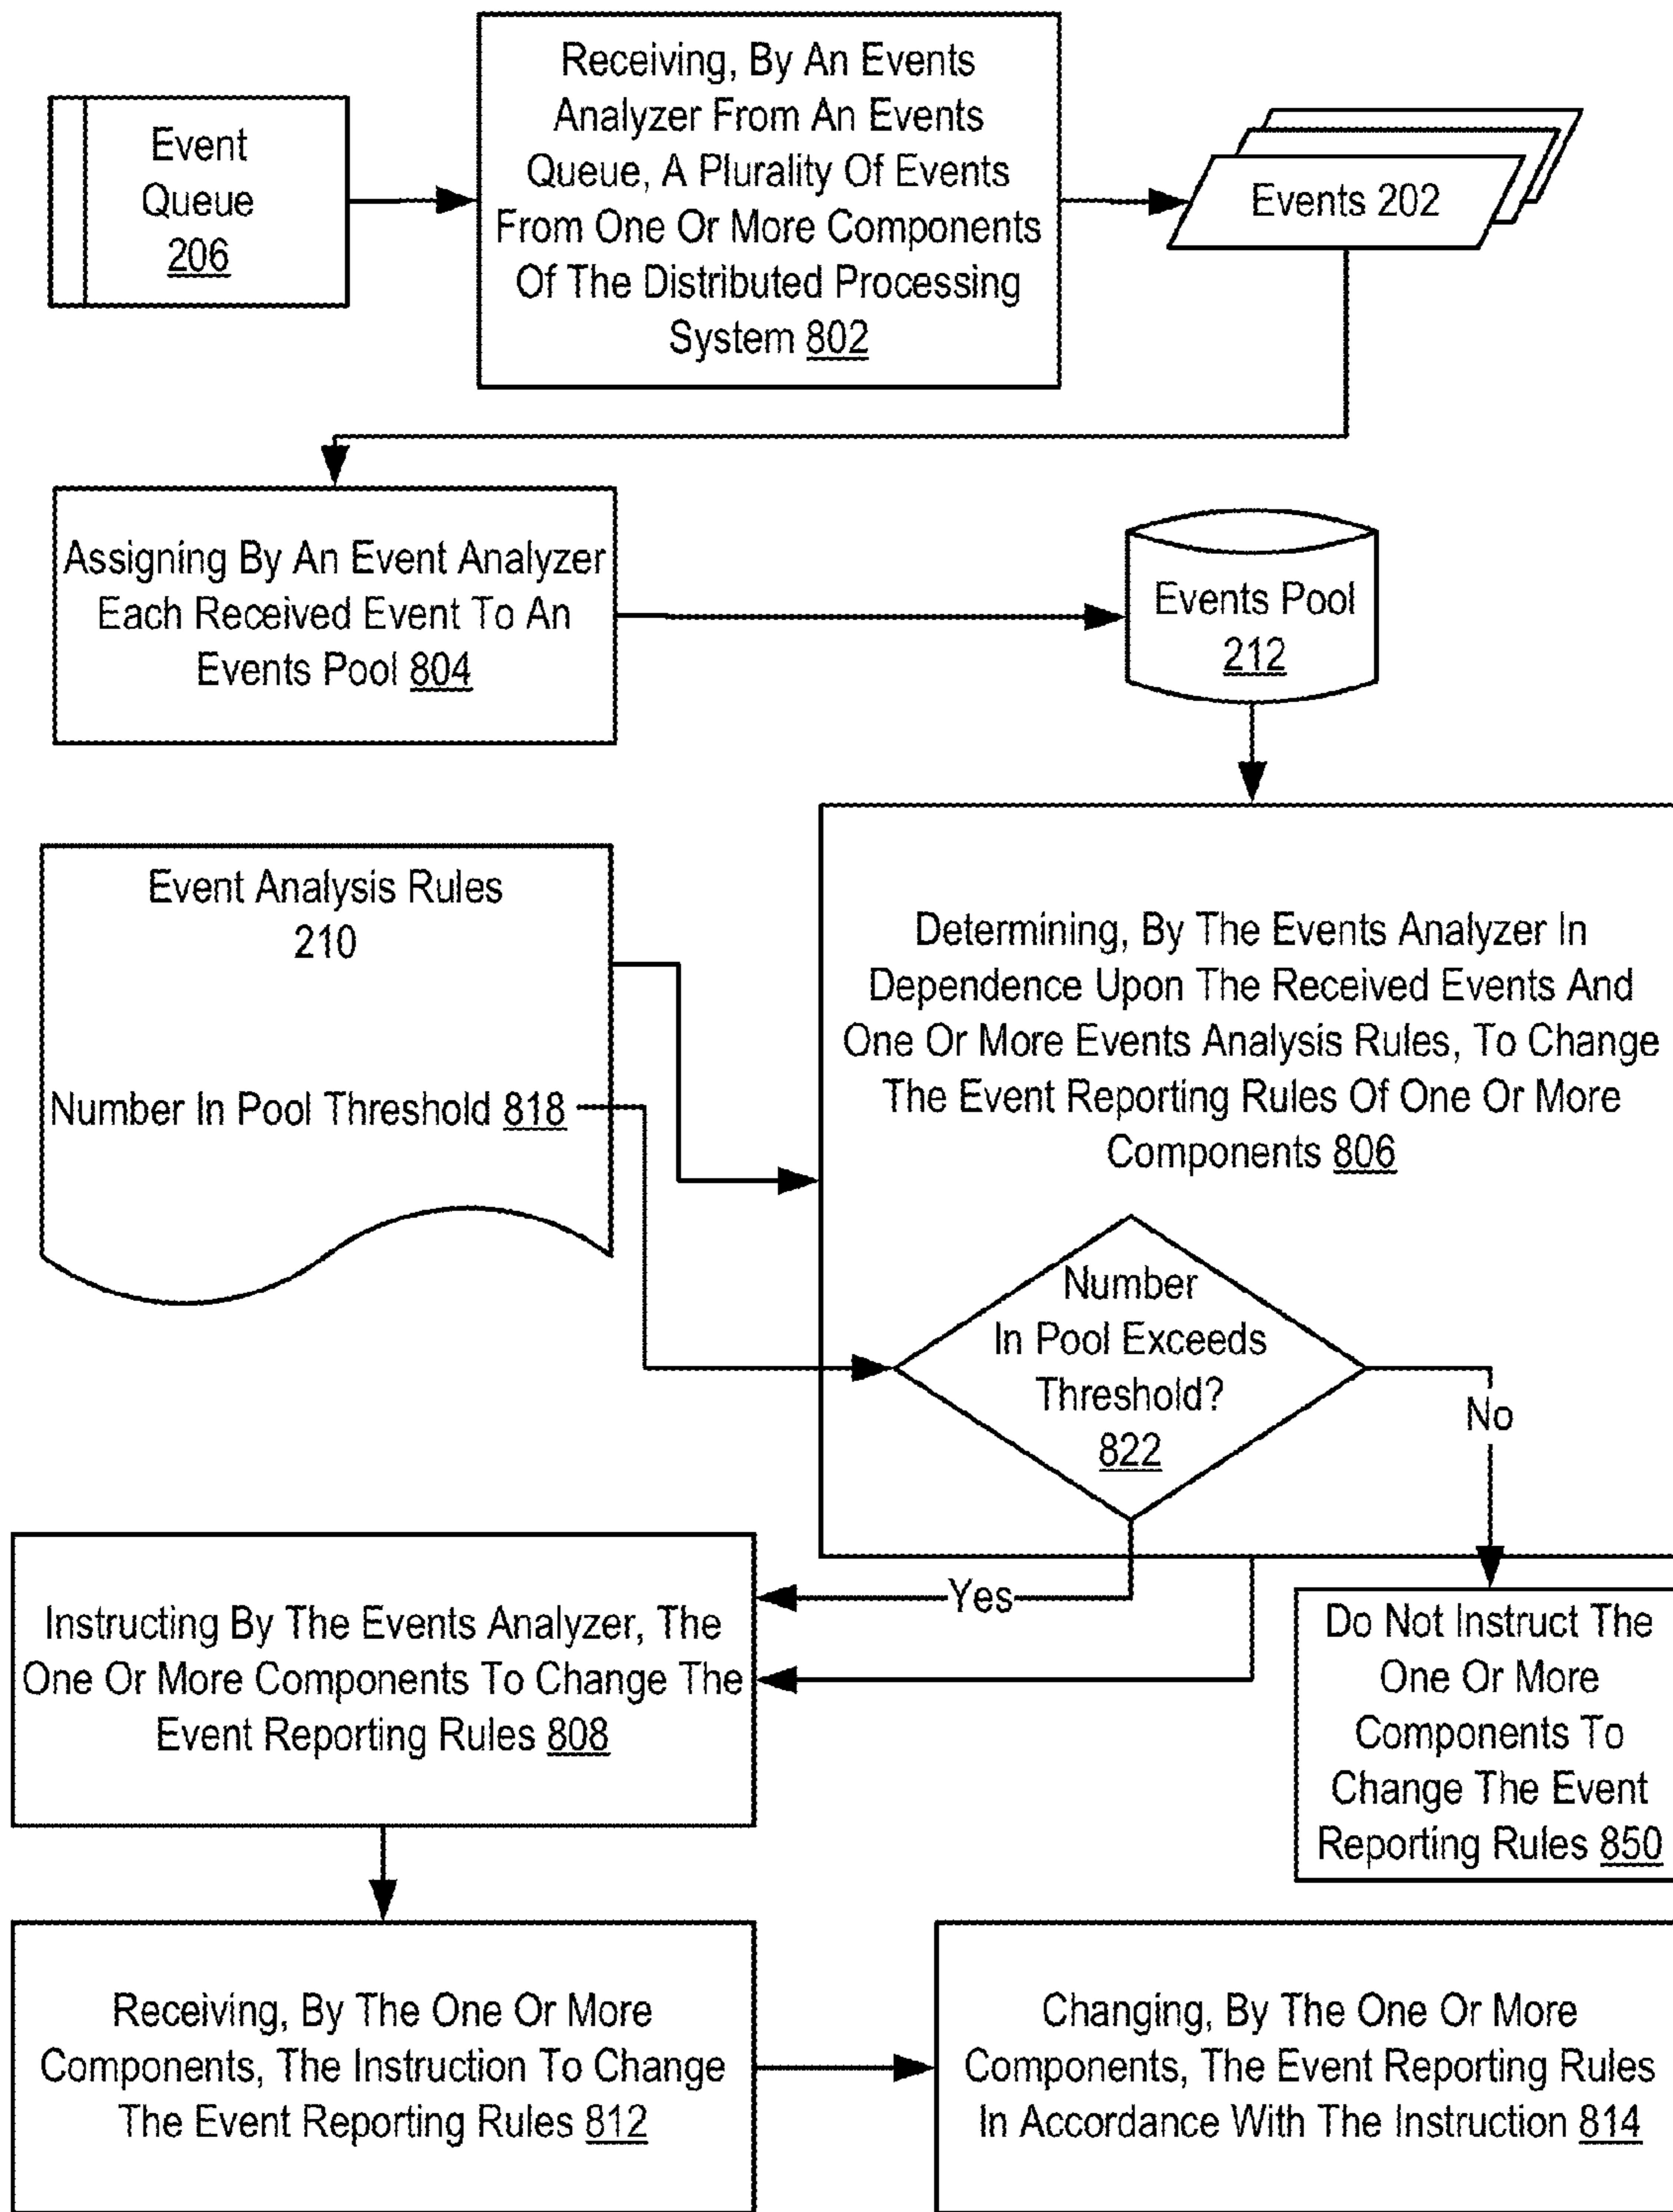 Event
Queue
206
Receiving, By An Events
Analyzer From An Events
Queue, A Plurality Of Events
From One Or More Components
Of The Distributed Processing
System 802
Events 202
Assigning By An Event Analyzer
Each Received Event To An
Events Pool 804
Events Pool
212
Event Analysis Rules
210
Number In Pool Threshold 818
Determining, By The Events Analyzer In
Dependence Upon The Received Events And
One Or More Events Analysis Rules, To Change
The Event Reporting Rules Of One Or More
Components 806
Number
In Pool Exceeds
Threshold?
822
No
Yes
Instructing By The Events Analyzer, The
One Or More Components To Change The
Event Reporting Rules 808
Do Not Instruct The
One Or More
Components To
Change The Event
Reporting Rules 850
Receiving, By The One Or More
Components, The Instruction To Change
The Event Reporting Rules 812
Changing, By The One Or More
Components, The Event Reporting Rules
In Accordance With The Instruction 814